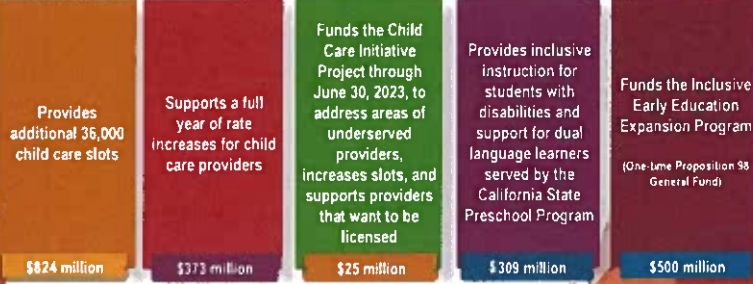 Provides
additional 36,000
child care slots
$824 million
Supports a full
year of rate
increases for child
care providers
$373 million
Funds the Child
Care Initiative
Project through
June 30, 2023, to
address areas of
underserved
providers,
increases slots, and
supports providers
that want to be
licensed
$25 million
Provides inclusive
instruction for
students with
disabilities and
support for dual
language learners
served by the
California State
Preschool Program
$309 million
Funds the Inclusive
Early Education
Expansion Program
(One-time Proposition 98
General Fund)
$500 million